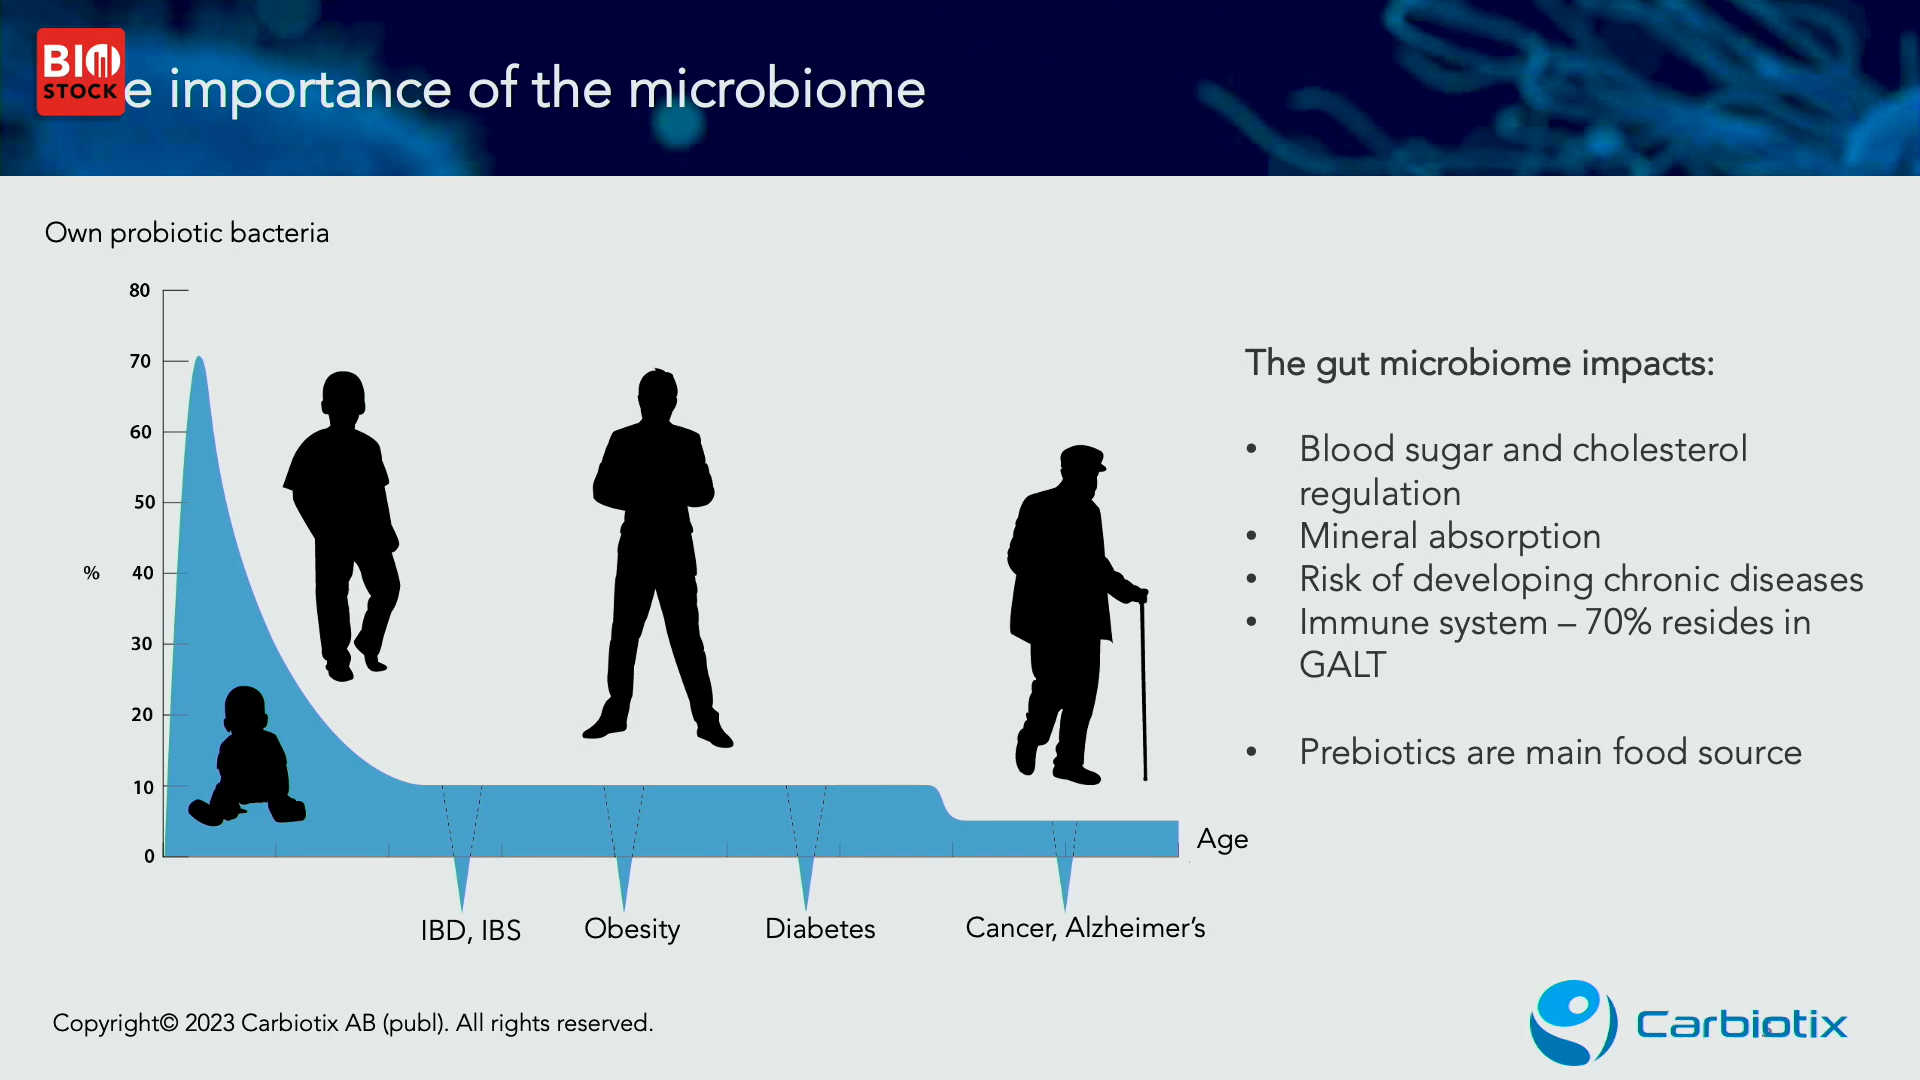 BIO
STOCK
e importance of the microbiome
Own probiotic bacteria
80
70
60
50
%
40
30
20
10
0
Age
IBD, IBS
Obesity
Diabetes
Cancer, Alzheimer’s
The gut microbiome impacts:
• Blood sugar and cholesterol
regulation
• Mineral absorption
• Risk of developing chronic diseases
• Immune system – 70% resides in
GALT
• Prebiotics are main food source
Copyright© 2023 Carbiotix AB (publ). All rights reserved.
Carbiotix